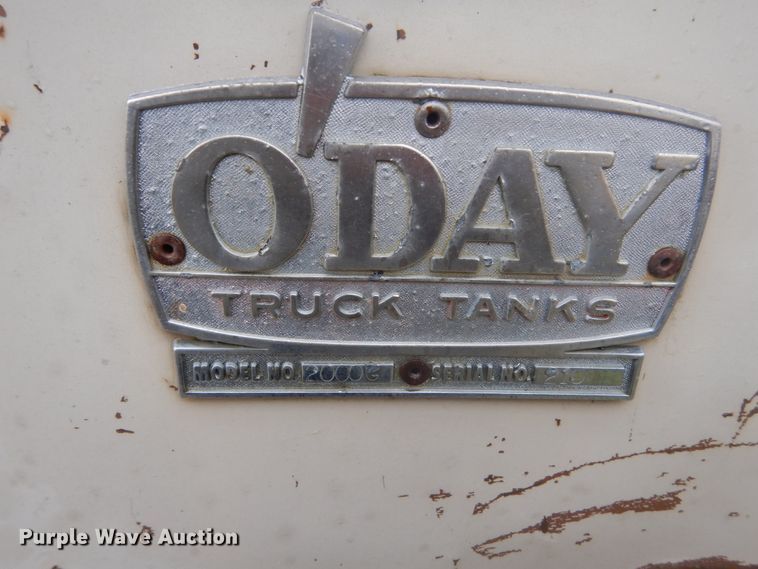 O'DAY
TRUCK TANKS
MODEL NO. 2000G SERIAL NO.
Purple Wave Auction